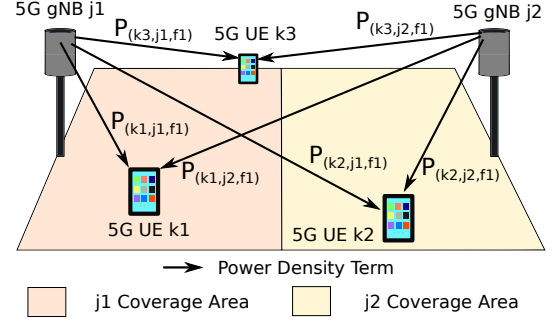 5G gNB j1
5G gNB j2
P(k3,j1,f1)
5G UE k3
P(k3,j2,f1)
P(k1,j1,f1)
P(k1,j2,f1)
P(k2,j1,f1)
P(k2,j2,f1)
5G UE k1
5G UE k2
Power Density Term
j1 Coverage Area
j2 Coverage Area